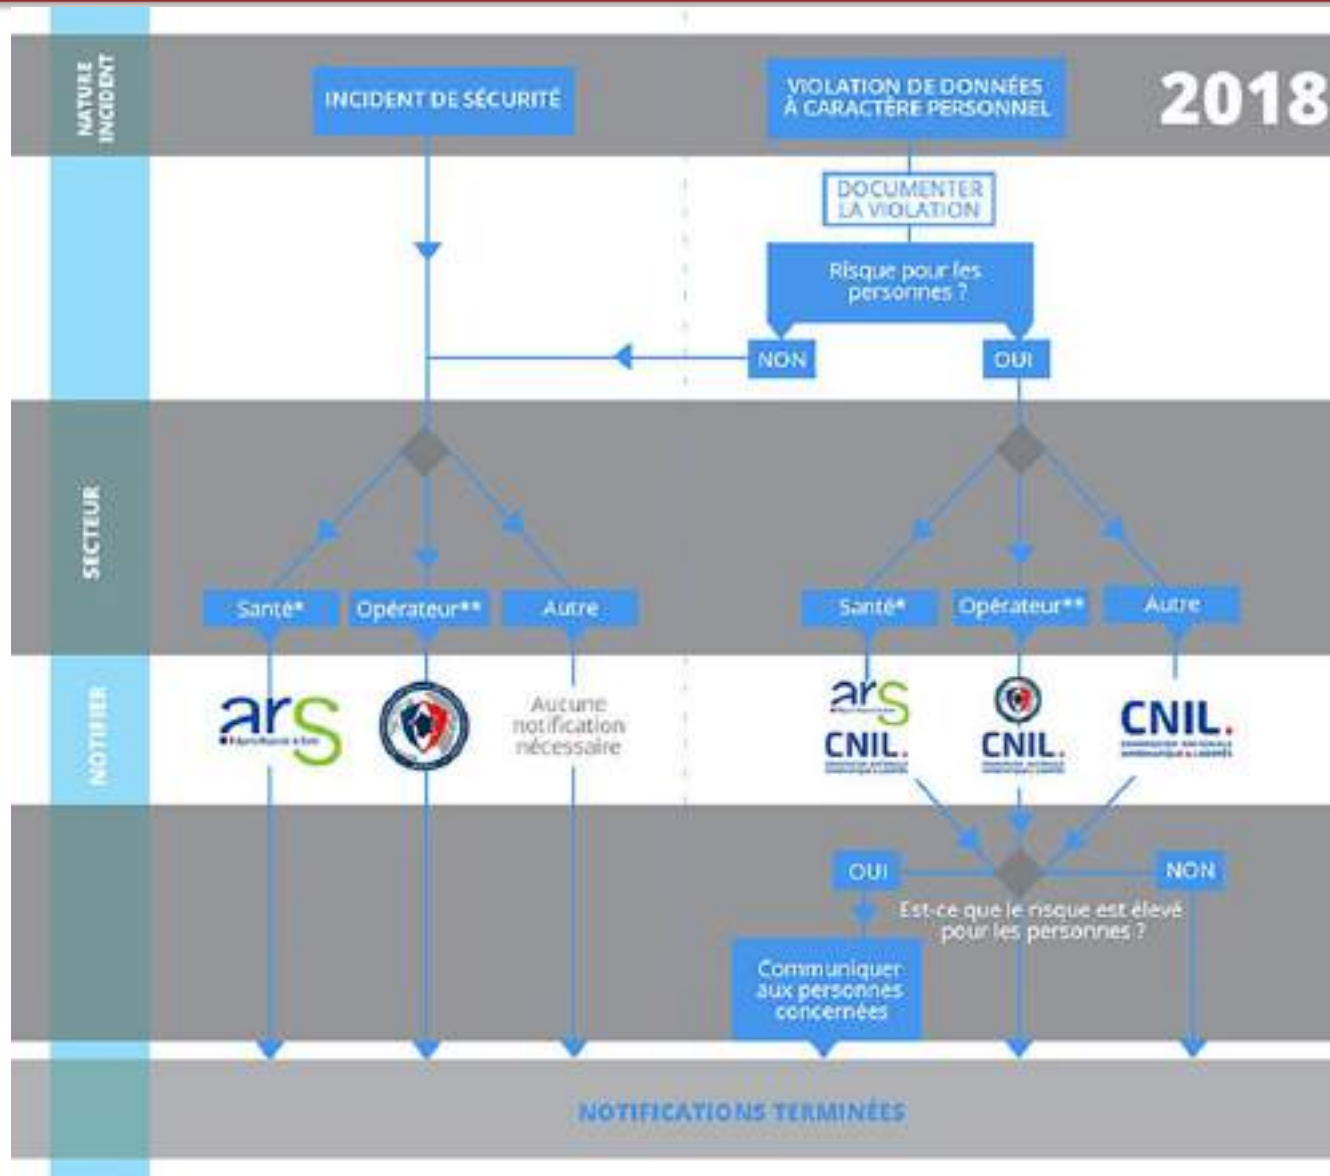 NATURE
INCIDENT
INCIDENT DE SÉCURITÉ
VIOLATION DE DONNÉES
À CARACTÈRE PERSONNEL
2018
DOCUMENTER
LA VIOLATION
Risque pour les
personnes ?
NON
OUI
SECTEUR
Santé*
Opérateur**
Autre
Santé*
Opérateur**
Autre
NOTIFIER
ars
Aucune
notification
nécessaire
ars
CNIL.
CNIL.
CNIL.
OUI
NON
Est-ce que le risque est élevé
pour les personnes ?
Communiquer
aux personnes
concernées
NOTIFICATIONS TERMINÉES